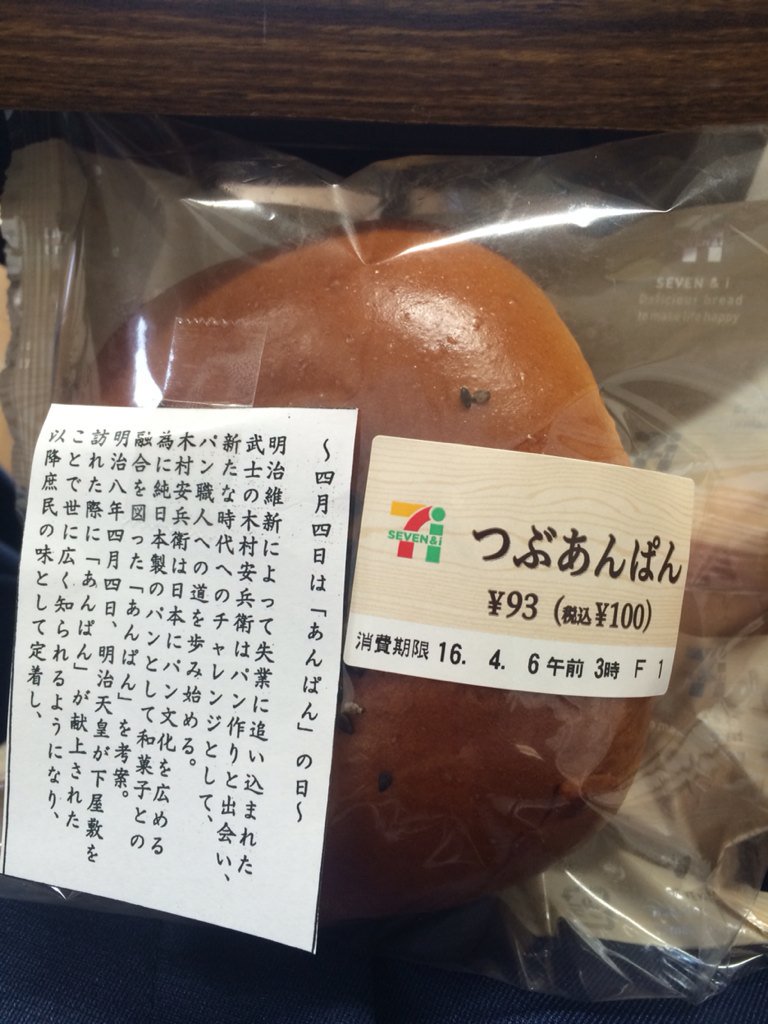 SEVEN & i
Delicious bread
to make life happy
SEVEN&i
つぶあんぱん
¥93 (税込¥100)
消費期限 16. 4. 6午前 3時 F 1
〜四月四日は「あんぱん」の日〜
明治維新によって失業に追い込まれた
武士の木村安兵衛はパン作りと出会い、
新たな時代へのチャレンジとして、
パン職人への道を歩み始める。
木村安兵衛は日本にパン文化を広める
為に純日本製のパンとして和菓子との
融合を図った「あんぱん」を考案。
明治八年四月四日、明治天皇が下屋敷を
訪れた際に「あんぱん」が献上された
ことで世に広く知られるようになり、
以降庶民の味として定着し、